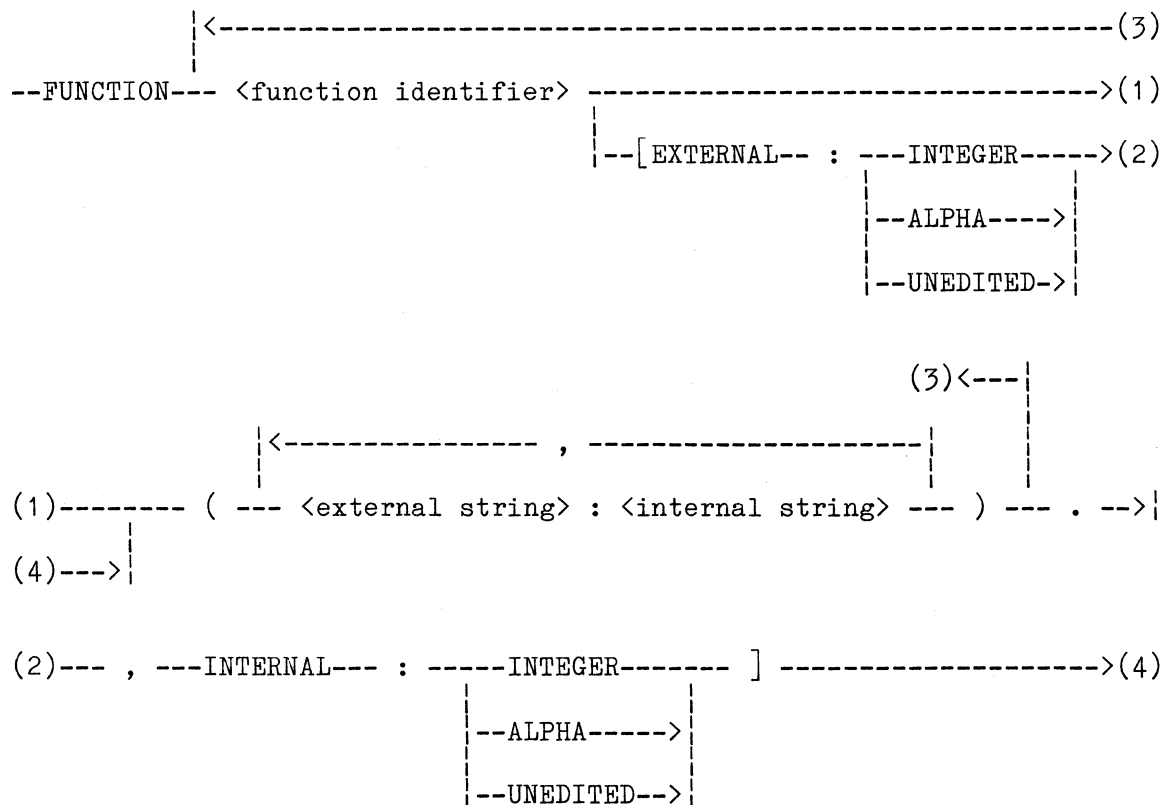 |<-----------------------------------------------------------(3)
--FUNCTION--- <function identifier> ---------------------------------->(1)
|--[EXTERNAL-- : ---INTEGER----->(2)
|--ALPHA---->|
|--UNEDITED->|
(3)<---|
|<---------------- , ---------------------|
(1)-------- ( --- <external string> : <internal string> --- ) --- . -->|
(4)--->|
(2)--- , ---INTERNAL--- : -----INTEGER------- ] --------------------->(4)
|--ALPHA----->|
|--UNEDITED-->|